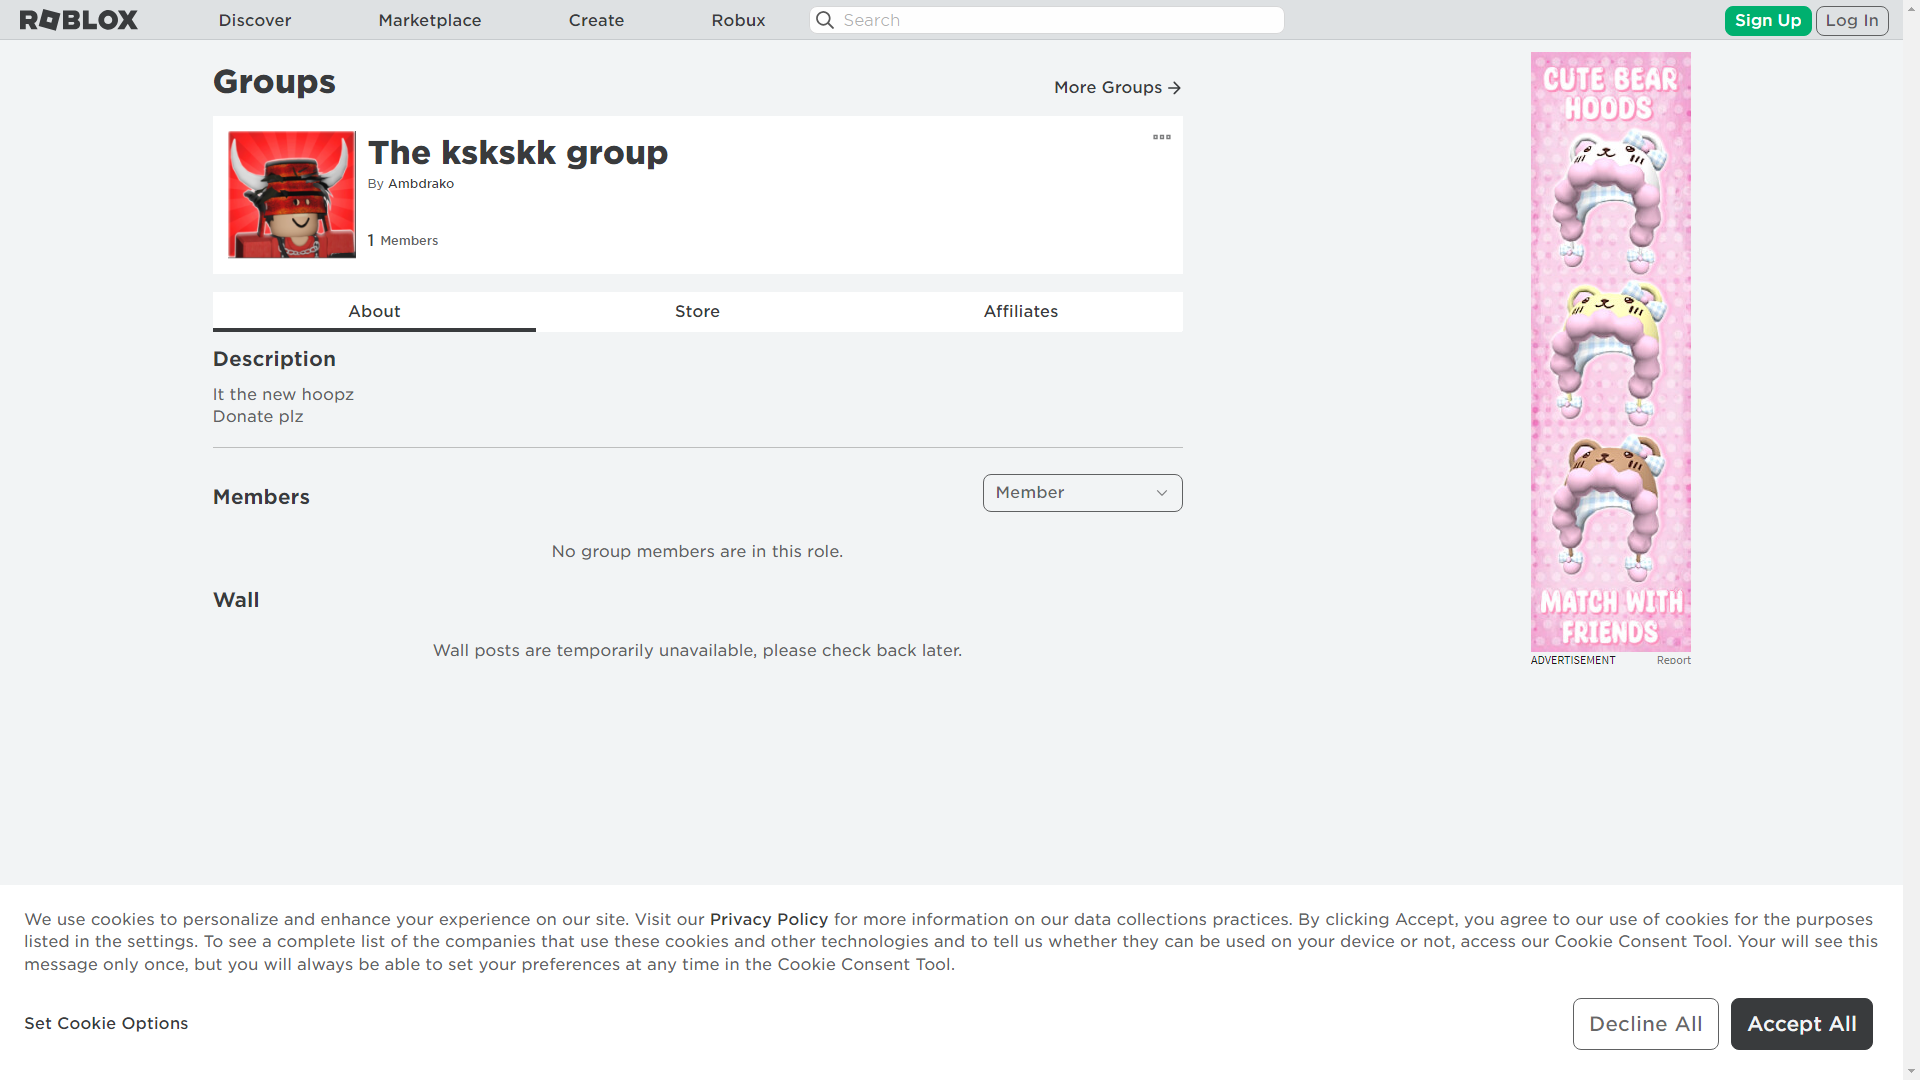 ROBLOX
Discover
Marketplace
Create
Robux
Search
Sign Up
Log In
Groups
More Groups
The kskskk group
By Ambdrako
1 Members
About
Store
Affiliates
Description
It the new hoopz
Donate plz
Members
Member
No group members are in this role.
Wall
Wall posts are temporarily unavailable, please check back later.
CUTE BEAR
HOODS
MATCH WITH
FRIENDS
ADVERTISEMENT
Report
We use cookies to personalize and enhance your experience on our site. Visit our Privacy Policy for more information on our data collections practices. By clicking Accept, you agree to our use of cookies for the purposes
listed in the settings. To see a complete list of the companies that use these cookies and other technologies and to tell us whether they can be used on your device or not, access our Cookie Consent Tool. Your will see this
message only once, but you will always be able to set your preferences at any time in the Cookie Consent Tool.
Set Cookie Options
Decline All
Accept All